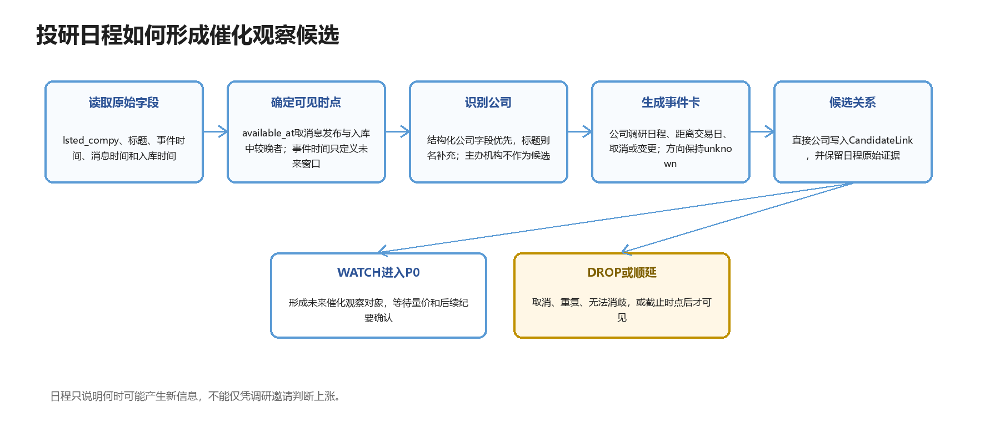 投研日程如何形成催化观察候选
读取原始字段
lsted_compy、标题、事件时
间、消息时间和入库时间
确定可见时点
available_at取消息发布与入库
中较晚者；事件时间只定义未
来窗口
识别公司
结构化公司字段优先，标题别
名补充；主办机构不作为候选
生成事件卡
公司调研日程、距离交易日、
取消或变更；方向保持unkno
wn
候选关系
直接公司写入CandidateLink
，并保留日程原始证据
WATCH进入P0
形成未来催化观察对象，等待量价和后续纪
要确认
DROP或顺延
取消、重复、无法消歧，或截止时点后才可
见
日程只说明何时可能产生新信息，不能仅凭调研邀请判断上涨。